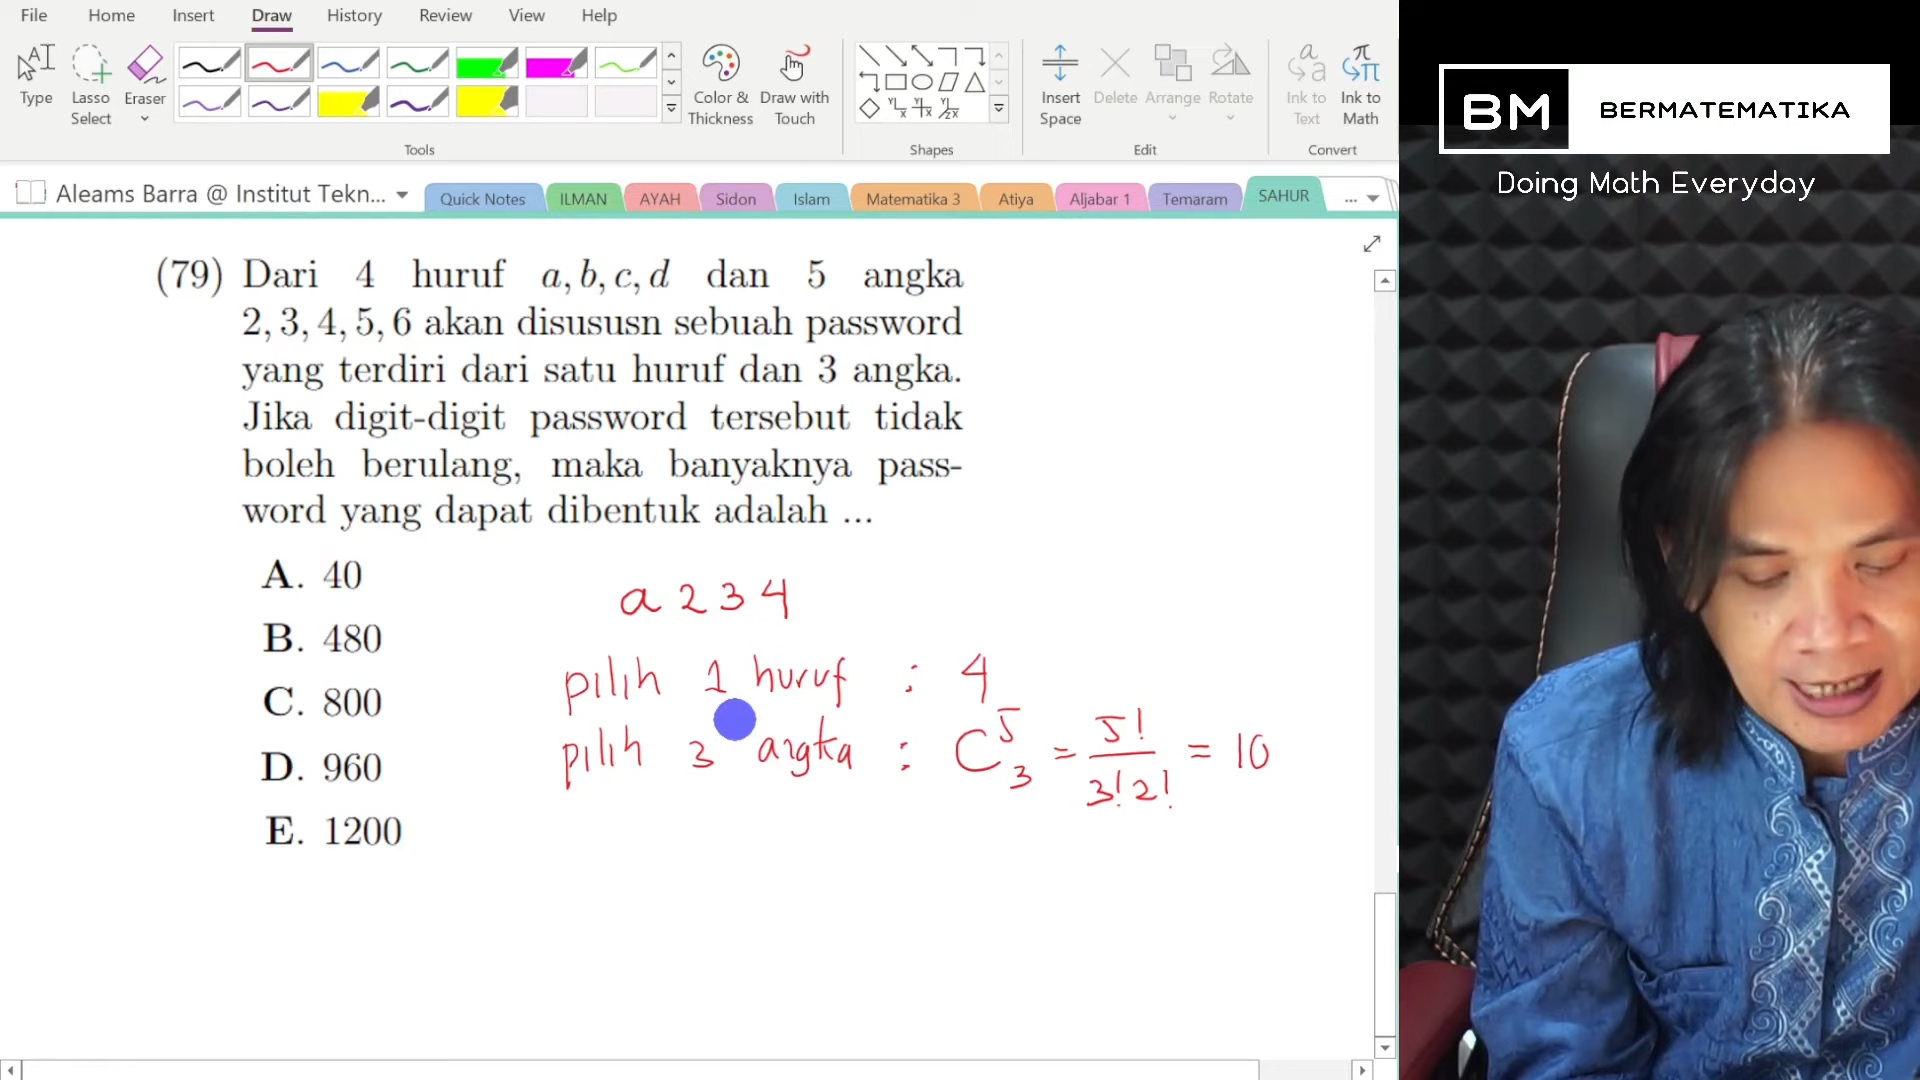 File Home Insert Draw History Review View Help
Type
Lasso Select
Eraser
Color & Thickness
Draw with Touch
Insert Space
Delete
Arrange
Rotate
Ink to Text
Ink to Math
Tools
Shapes
Edit
Convert
BM BERMATEMATIKA
Doing Math Everyday
Aleams Barra @ Institut Tekn... Quick Notes ILMAN AYAH Sidon Islam Matematika 3 Atiya Aljabar 1 Temaram SAHUR ...
(79) Dari 4 huruf a, b, c, d dan 5 angka
2, 3, 4, 5, 6 akan disususn sebuah password
yang terdiri dari satu huruf dan 3 angka.
Jika digit-digit password tersebut tidak
boleh berulang, maka banyaknya pass-
word yang dapat dibentuk adalah ...
A. 40
B. 480
C. 800
D. 960
E. 1200
a 2 3 4
pilih 1 huruf : 4
pilih 3 angka : C⁵₃ = 5!/3!2! = 10